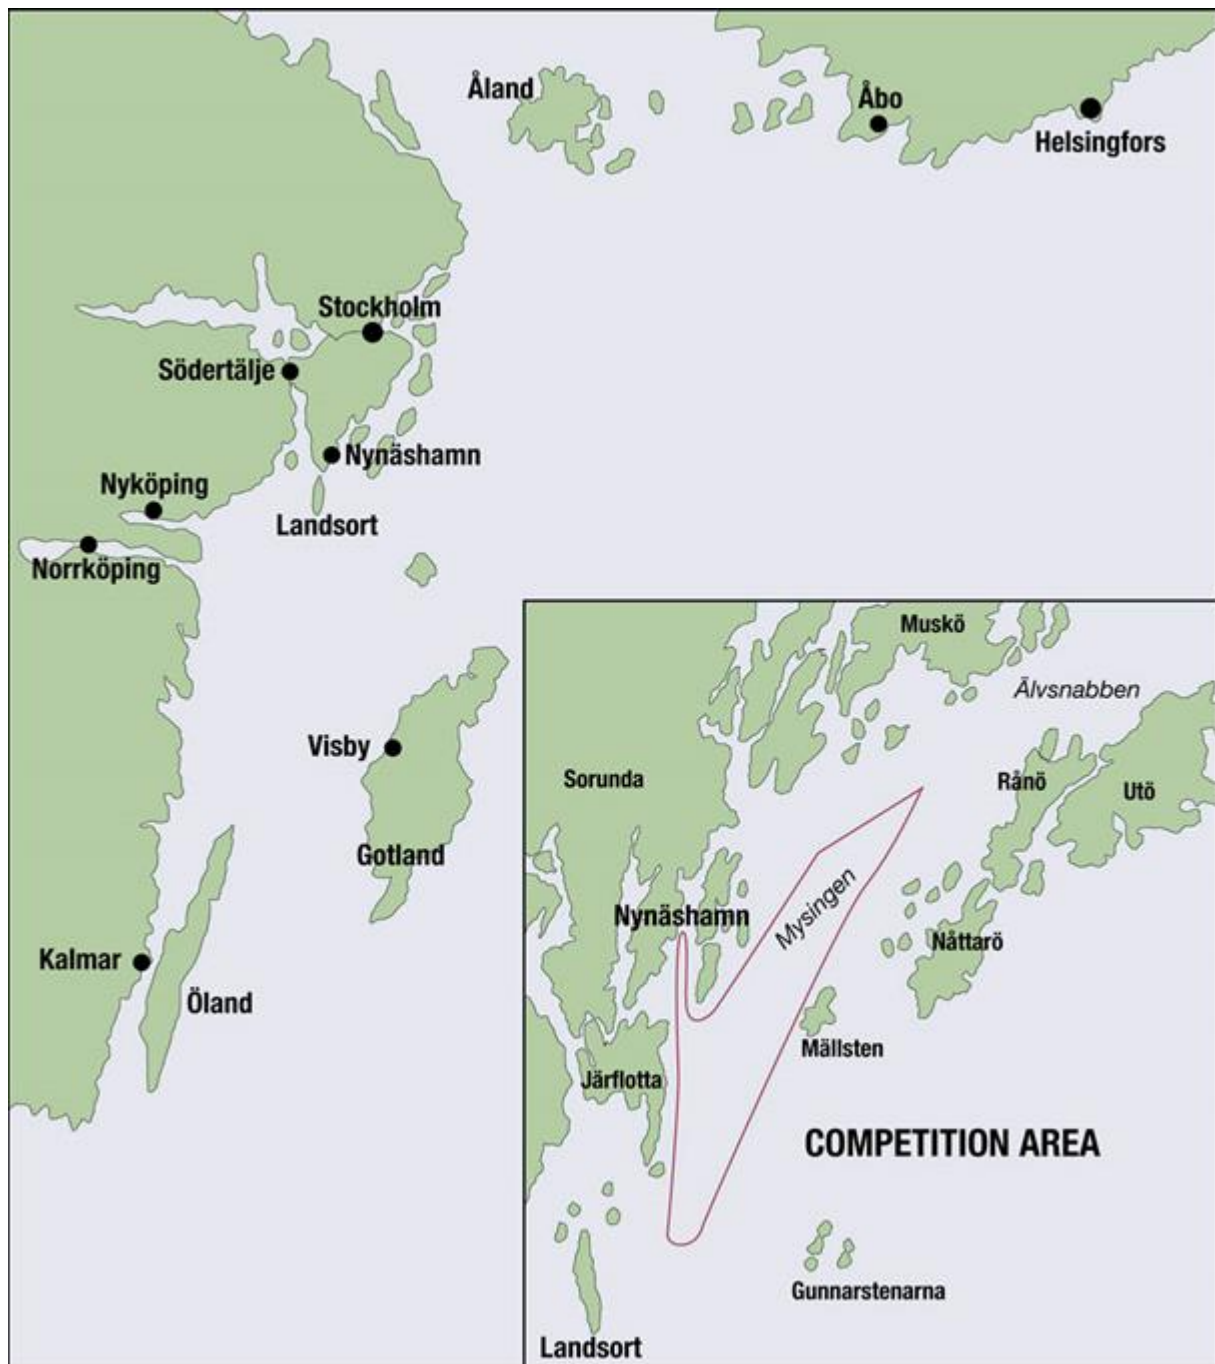 Åland
Åbo
Helsingfors
Stockholm
Södertälje
Nynäshamn
Nyköping
Landsort
Norrköping
Visby
Gotland
Kalmar
Öland
Muskö
Älvsnabben
Sorunda
Rånö
Utö
Mysingen
Nynäshamn
Nåttarö
Mällsten
Järflotta
COMPETITION AREA
Gunnarstenarna
Landsort